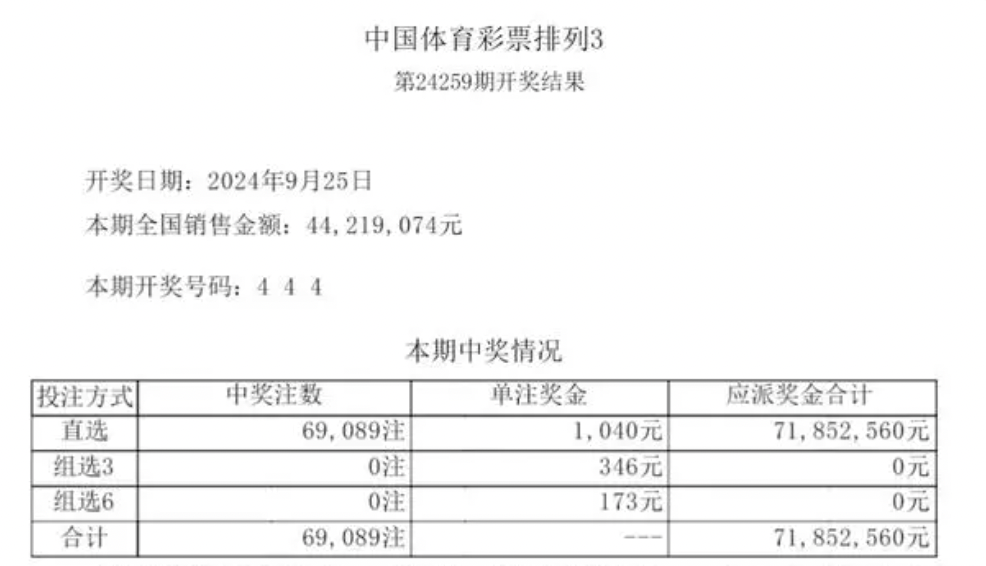 中国体育彩票排列3
第24259期开奖结果
开奖日期：2024年9月25日
本期全国销售金额：44,219,074元
本期开奖号码：4 4 4
本期中奖情况
投注方式 中奖注数 单注奖金 应派奖金合计
直选 69,089注 1,040元 71,852,560元
组选3 0注 346元 0元
组选6 0注 173元 0元
合计 69,089注 --- 71,852,560元